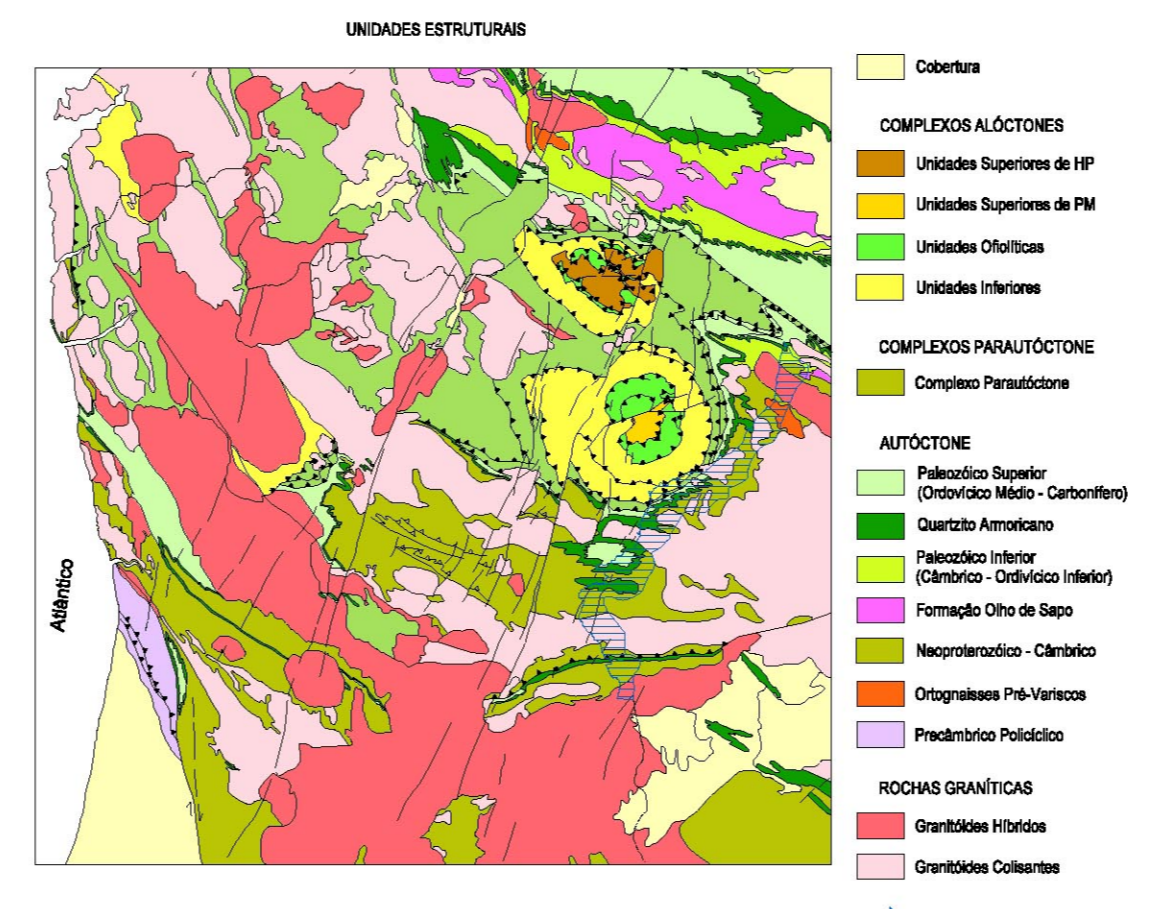 UNIDADES ESTRUTURAIS
Cobertura
COMPLEXOS ALÓCTONES
Unidades Superiores de HP
Unidades Superiores de PM
Unidades Ofiolíticas
Unidades Inferiores
COMPLEXOS PARAUTÓCTONE
Complexo Parautóctone
AUTÓCTONE
Paleozóico Superior
(Ordovícico Médio - Carbonífero)
Quartzito Armoricano
Paleozóico Inferior
(Câmbrico - Ordivícico Inferior)
Formação Olho de Sapo
Neoproterozóico - Câmbrico
Ortognaisses Pré-Variscos
Precâmbrico Policíclico
ROCHAS GRANÍTICAS
Granitóides Híbridos
Granitóides Colisantes
Atlântico